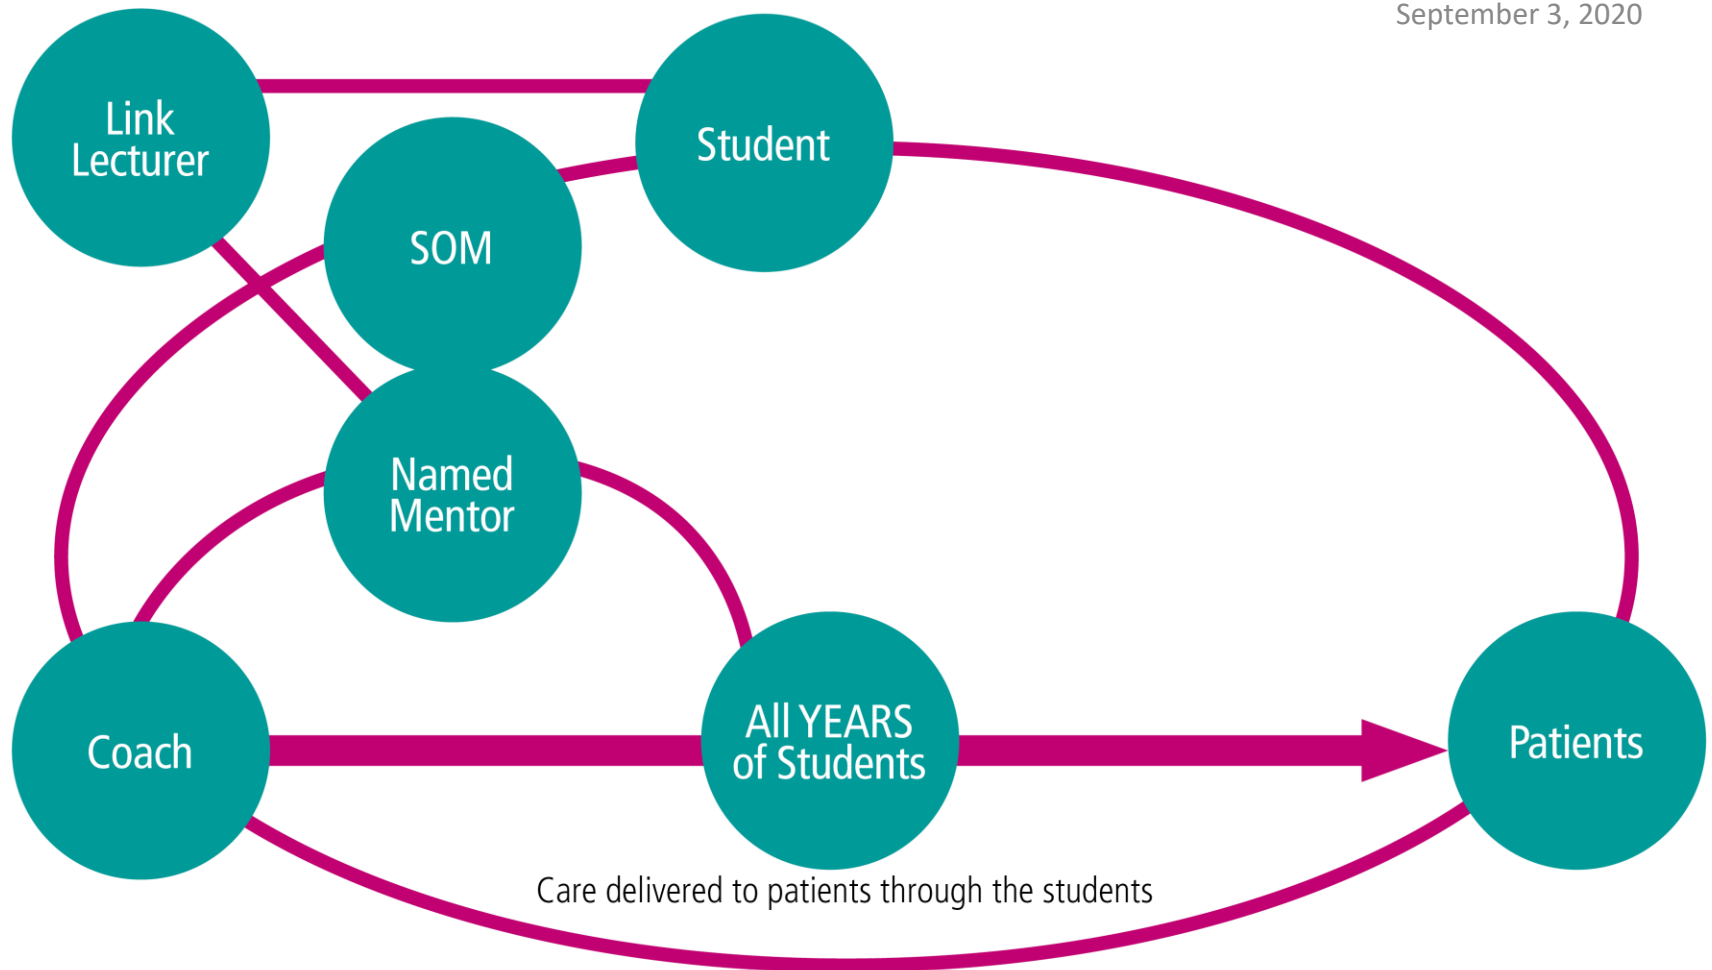 September 3, 2020
Link
Lecturer
Student
SOM
Named
Mentor
Coach
All YEARS
of Students
Patients
Care delivered to patients through the students